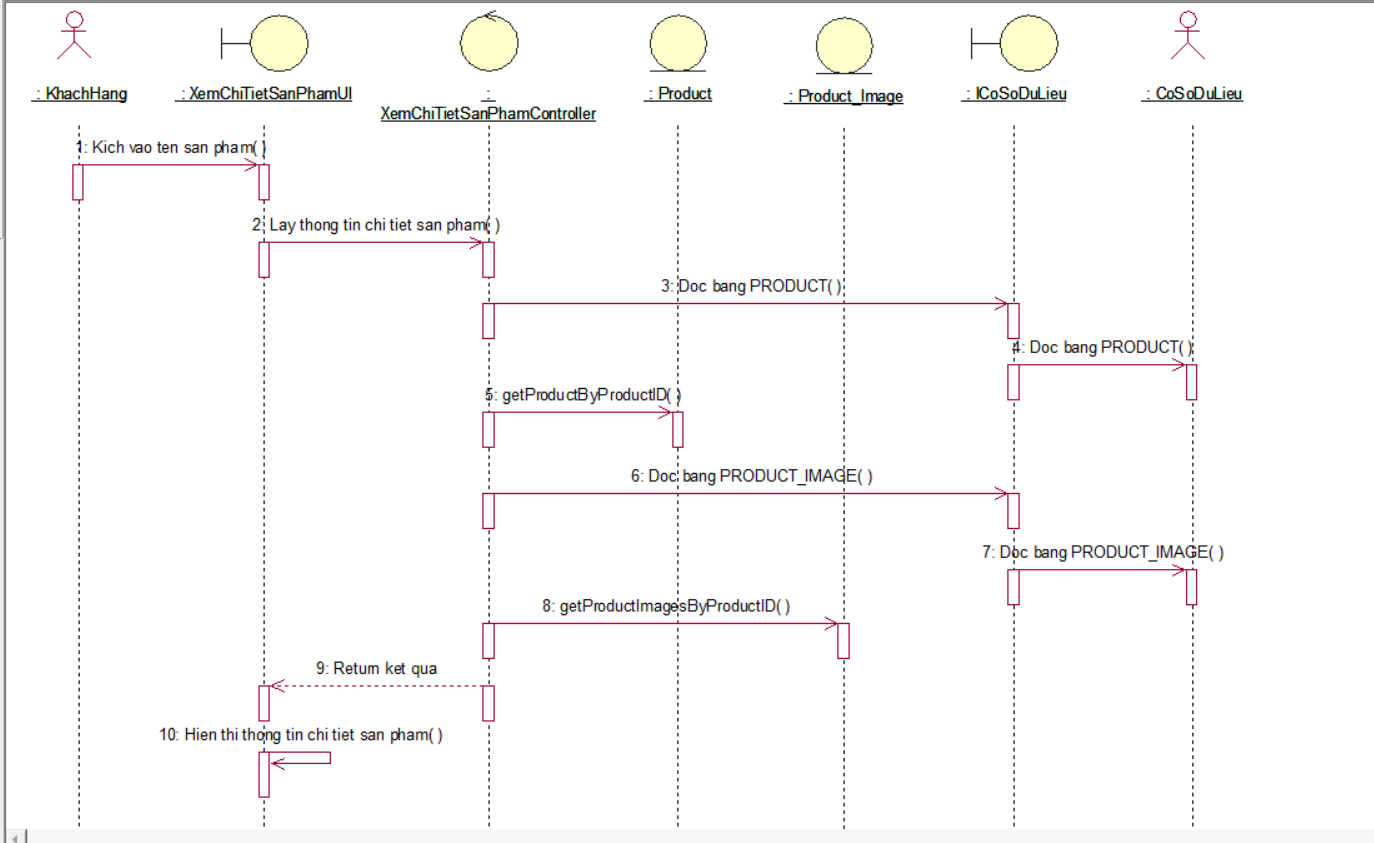 : KhachHang
: XemChiTietSanPhamUI
:
XemChiTietSanPhamController
: Product
: Product_Image
: ICoSoDuLieu
: CoSoDuLieu
1: Kich vao ten san pham( )
2: Lay thong tin chi tiet san pham( )
3: Doc bang PRODUCT( )
4: Doc bang PRODUCT( )
5: getProductByProductID( )
6: Doc bang PRODUCT_IMAGE( )
7: Doc bang PRODUCT_IMAGE( )
8: getProductImagesByProductID( )
9: Return ket qua
10: Hien thi thong tin chi tiet san pham( )